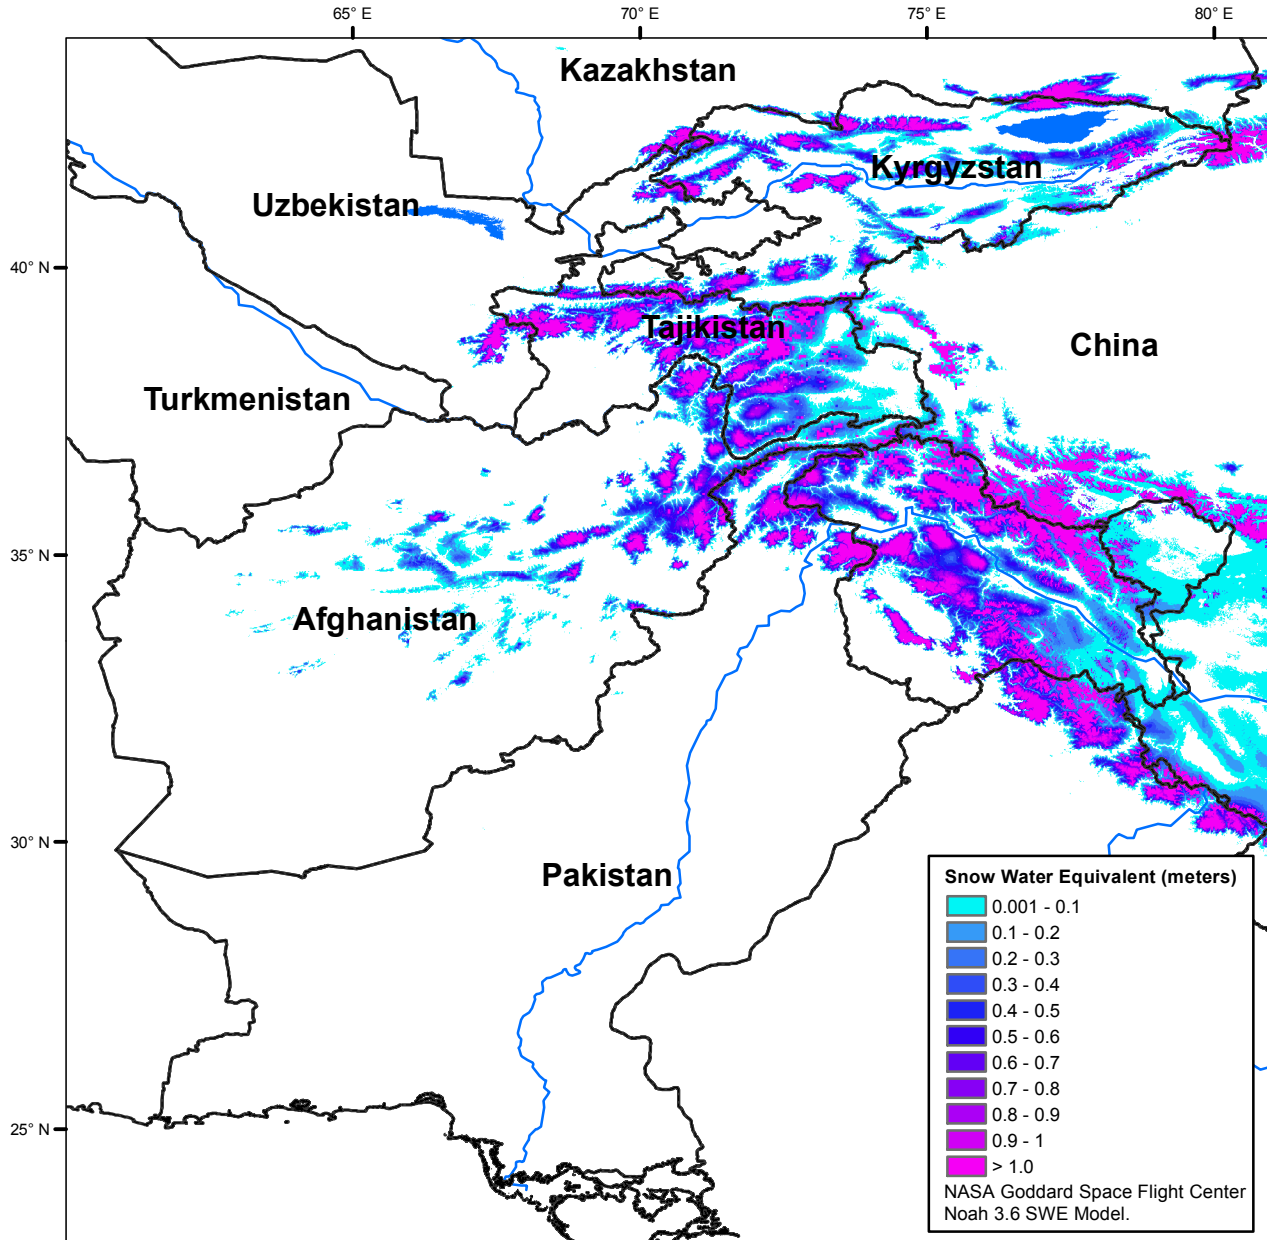 65° E
70° E
75° E
80° E
Kazakhstan
Kyrgyzstan
Uzbekistan
40° N
Tajikistan
China
Turkmenistan
35° N
Afghanistan
30° N
Pakistan
25° N
Snow Water Equivalent (meters)
0.001 - 0.1
0.1 - 0.2
0.2 - 0.3
0.3 - 0.4
0.4 - 0.5
0.5 - 0.6
0.6 - 0.7
0.7 - 0.8
0.8 - 0.9
0.9 - 1
> 1.0
NASA Goddard Space Flight Center
Noah 3.6 SWE Model.